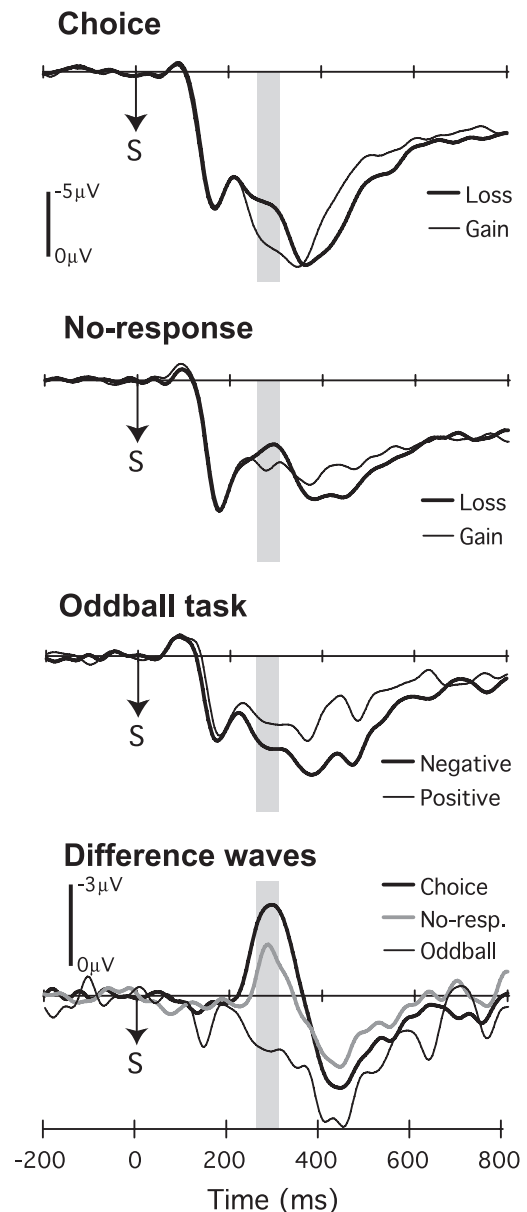 Choice
S
-5μV
0μV
Loss
Gain
No-response
S
Loss
Gain
Oddball task
S
Negative
Positive
Difference waves
-3μV
0μV
Choice
No-resp.
Oddball
S
-200 0 200 400 600 800
Time (ms)